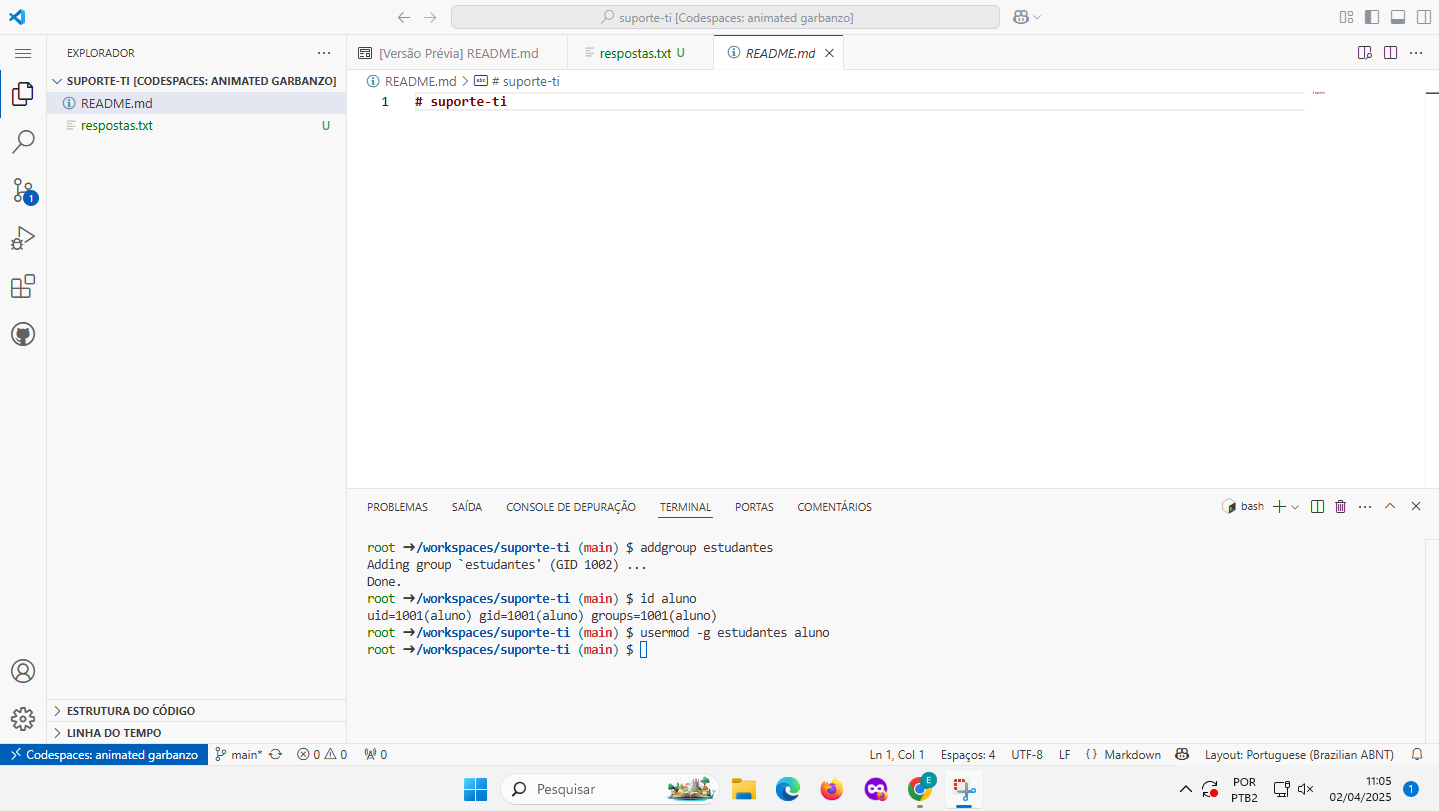 suporte-ti [Codespaces: animated garbanzo]
EXPLORADOR
SUPORTE-TI [CODESPACES: ANIMATED GARBANZO]
README.md
respostas.txt U
1
ESTRUTURA DO CÓDIGO
LINHA DO TEMPO
[Versão Prévia] README.md
respostas.txt U
README.md
README.md > abc # suporte-ti
1 # suporte-ti
PROBLEMAS SAÍDA CONSOLE DE DEPURAÇÃO TERMINAL PORTAS COMENTÁRIOS
bash
root ➜/workspaces/suporte-ti (main) $ addgroup estudantes
Adding group `estudantes' (GID 1002) ...
Done.
root ➜/workspaces/suporte-ti (main) $ id aluno
uid=1001(aluno) gid=1001(aluno) groups=1001(aluno)
root ➜/workspaces/suporte-ti (main) $ usermod -g estudantes aluno
root ➜/workspaces/suporte-ti (main) $
Codespaces: animated garbanzo main* 0 0 0 Ln 1, Col 1 Espaços: 4 UTF-8 LF {} Markdown Layout: Portuguese (Brazilian ABNT)
Pesquisar
E
POR
PTB2
11:05
02/04/2025
1